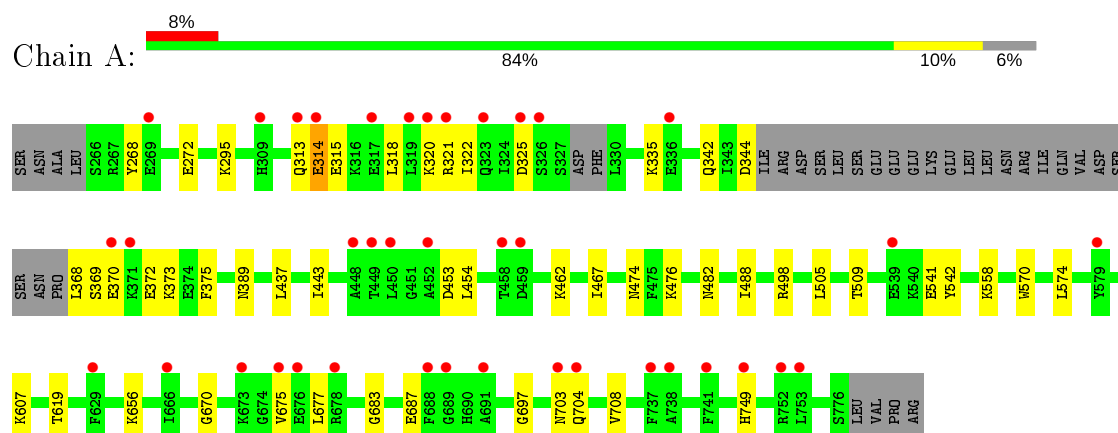 8%
Chain A:
84% 10% 6%
SER ASN ALA LEU S266 R267 Y268 E269 E272 K295 H309 Q313 E314 E315 K316 E317 L318 L319 K320 R321 I322 Q323 I324 D325 S326 S327 ASP PHE L330 K335 E336 Q342 I343 D344 ILE ARG ASP SER LEU SER GLU GLU GLU LYS GLU LEU LEU ASN ARG ILE GLN VAL ASP SER
SER ASN PRO L368 S369 E370 K371 E372 K373 E374 F375 N389 L437 I443 A448 T449 L450 G451 A452 D453 L454 T458 D459 K462 I467 N474 F475 K476 N482 I488 R498 L505 T509 E539 K540 E541 Y542 K558 W570 L574 Y579
K607 T619 F629 K656 I666 G670 K673 G674 V675 E676 L677 R678 G683 E687 F688 G689 H690 A691 G697 N703 Q704 V708 F737 A738 F741 H749 R752 L753 S776 LEU VAL PRO ARG